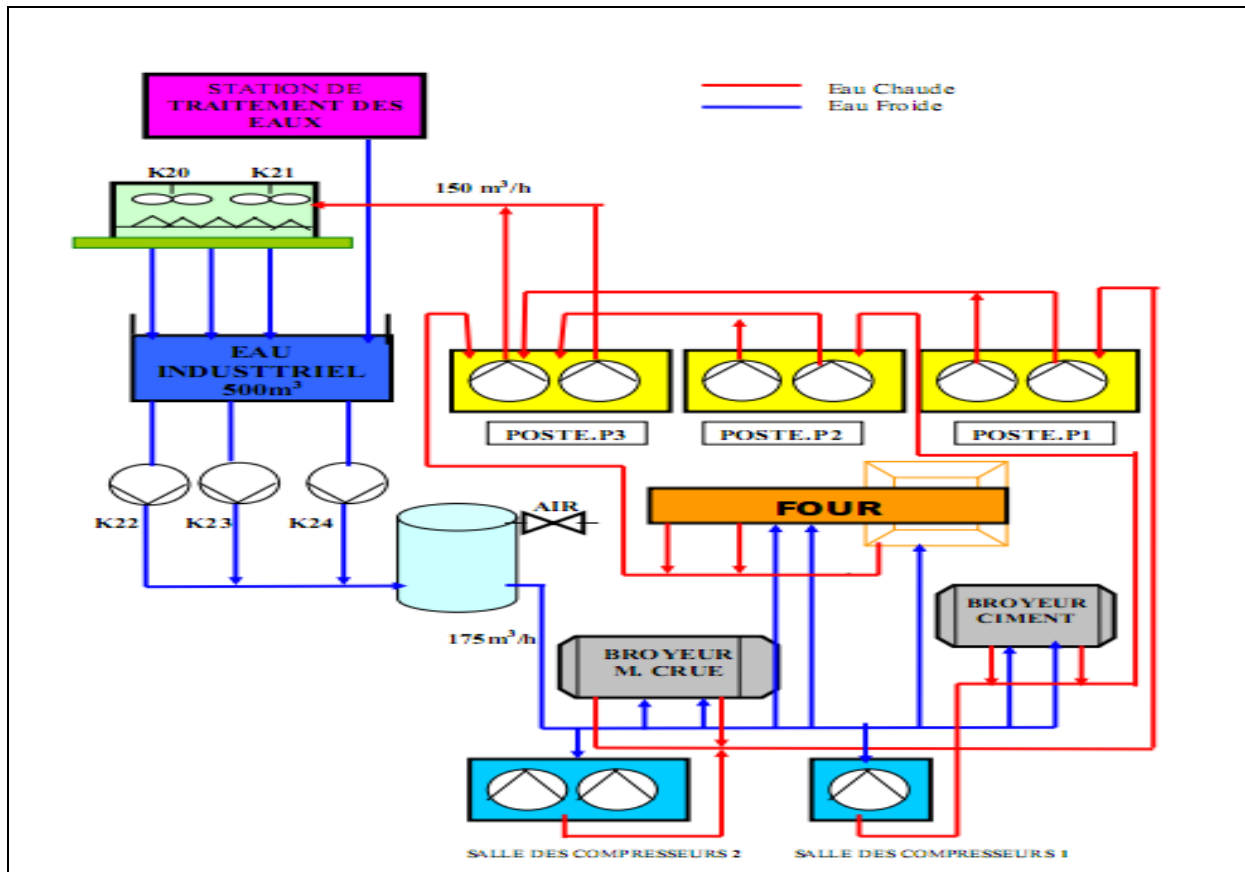 STATION DE
TRAITEMENT DES
EAUX
Eau Chaude
Eau Froide
K20 K21
150 m³/h
EAU
INDUSTTRIEL
500m³
POSTE.P3 POSTE.P2 POSTE.P1
K22 K23 K24
AIR
FOUR
175m³/h
BROYEUR
CIMENT
BROYEUR
M. CRUE
SALLE DES COMPRESSEURS 2 SALLE DES COMPRESSEURS 1